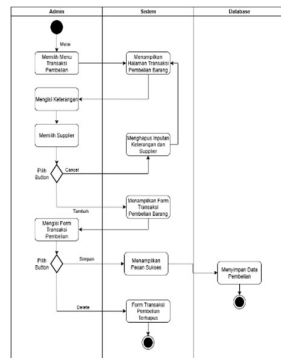 Admin
Sistem
Database
Mulai
Memilih Menu
Transaksi
Pembelian
Menampilkan
Halaman Transaksi
Pembelian Barang
Mengisi Keterangan
Memilih Supplier
Menghapus Inputan
Keterangan dan
Supplier
Pilih
Button
Cancel
Tambah
Menampilkan Form
Transaksi
Pembelian Barang
Mengisi Form
Transaksi
Pembelian
Pilih
Button
Simpan
Menampilkan
Pesan Sukses
Menyimpan Data
Pembelian
Delete
Form Transaksi
Pembelian
Terhapus